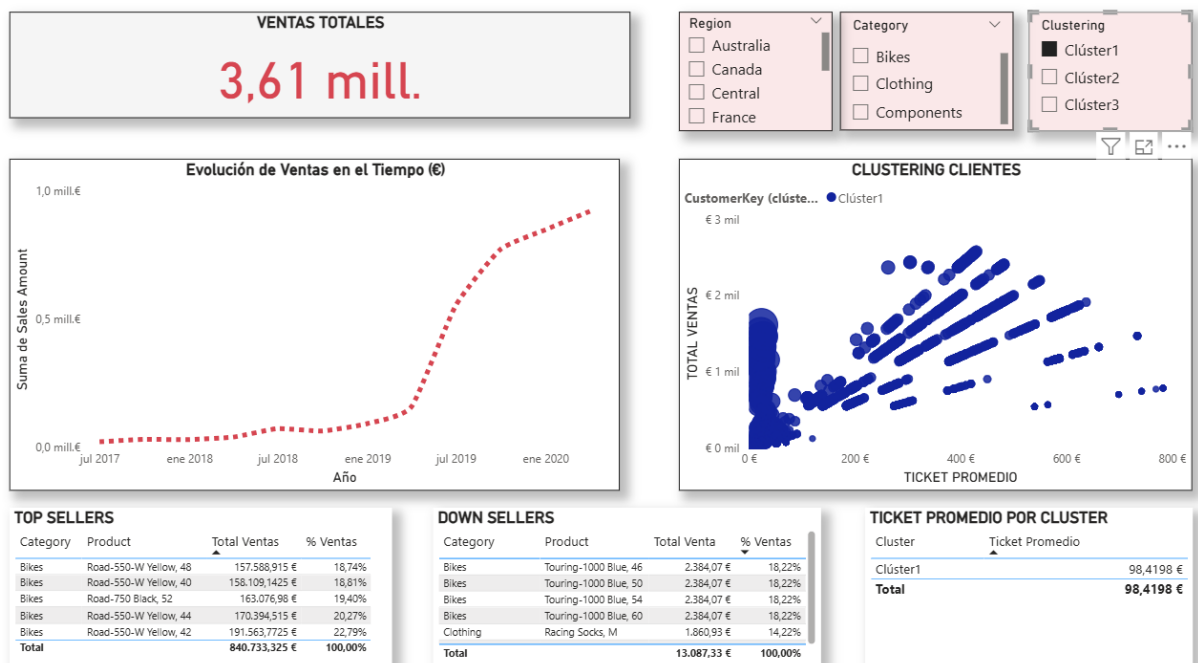 VENTAS TOTALES
3,61 mill.
Region
Australia
Canada
Central
France
Category
Bikes
Clothing
Components
Clustering
Clúster1
Clúster2
Clúster3
Evolución de Ventas en el Tiempo (€)
Suma de Sales Amount
1,0 mill.€
0,5 mill.€
0,0 mill.€
jul 2017 ene 2018 jul 2018 ene 2019 jul 2019 ene 2020
Año
CLUSTERING CLIENTES
CustomerKey (clúste... Clúster1
TOTAL VENTAS
€ 3 mil
€ 2 mil
€ 1 mil
€ 0 mil
0 € 200 € 400 € 600 € 800 €
TICKET PROMEDIO
TOP SELLERS
Category Product Total Ventas % Ventas
Bikes Road-550-W Yellow, 48 157.588,915 € 18,74%
Bikes Road-550-W Yellow, 40 158.109,1425 € 18,81%
Bikes Road-750 Black, 52 163.076,98 € 19,40%
Bikes Road-550-W Yellow, 44 170.394,515 € 20,27%
Bikes Road-550-W Yellow, 42 191.563,7725 € 22,79%
Total 840.733,325 € 100,00%
DOWN SELLERS
Category Product Total Venta % Ventas
Bikes Touring-1000 Blue, 46 2.384,07 € 18,22%
Bikes Touring-1000 Blue, 50 2.384,07 € 18,22%
Bikes Touring-1000 Blue, 54 2.384,07 € 18,22%
Bikes Touring-1000 Blue, 60 2.384,07 € 18,22%
Clothing Racing Socks, M 1.860,93 € 14,22%
Total 13.087,33 € 100,00%
TICKET PROMEDIO POR CLUSTER
Cluster Ticket Promedio
Clúster1 98,4198 €
Total 98,4198 €